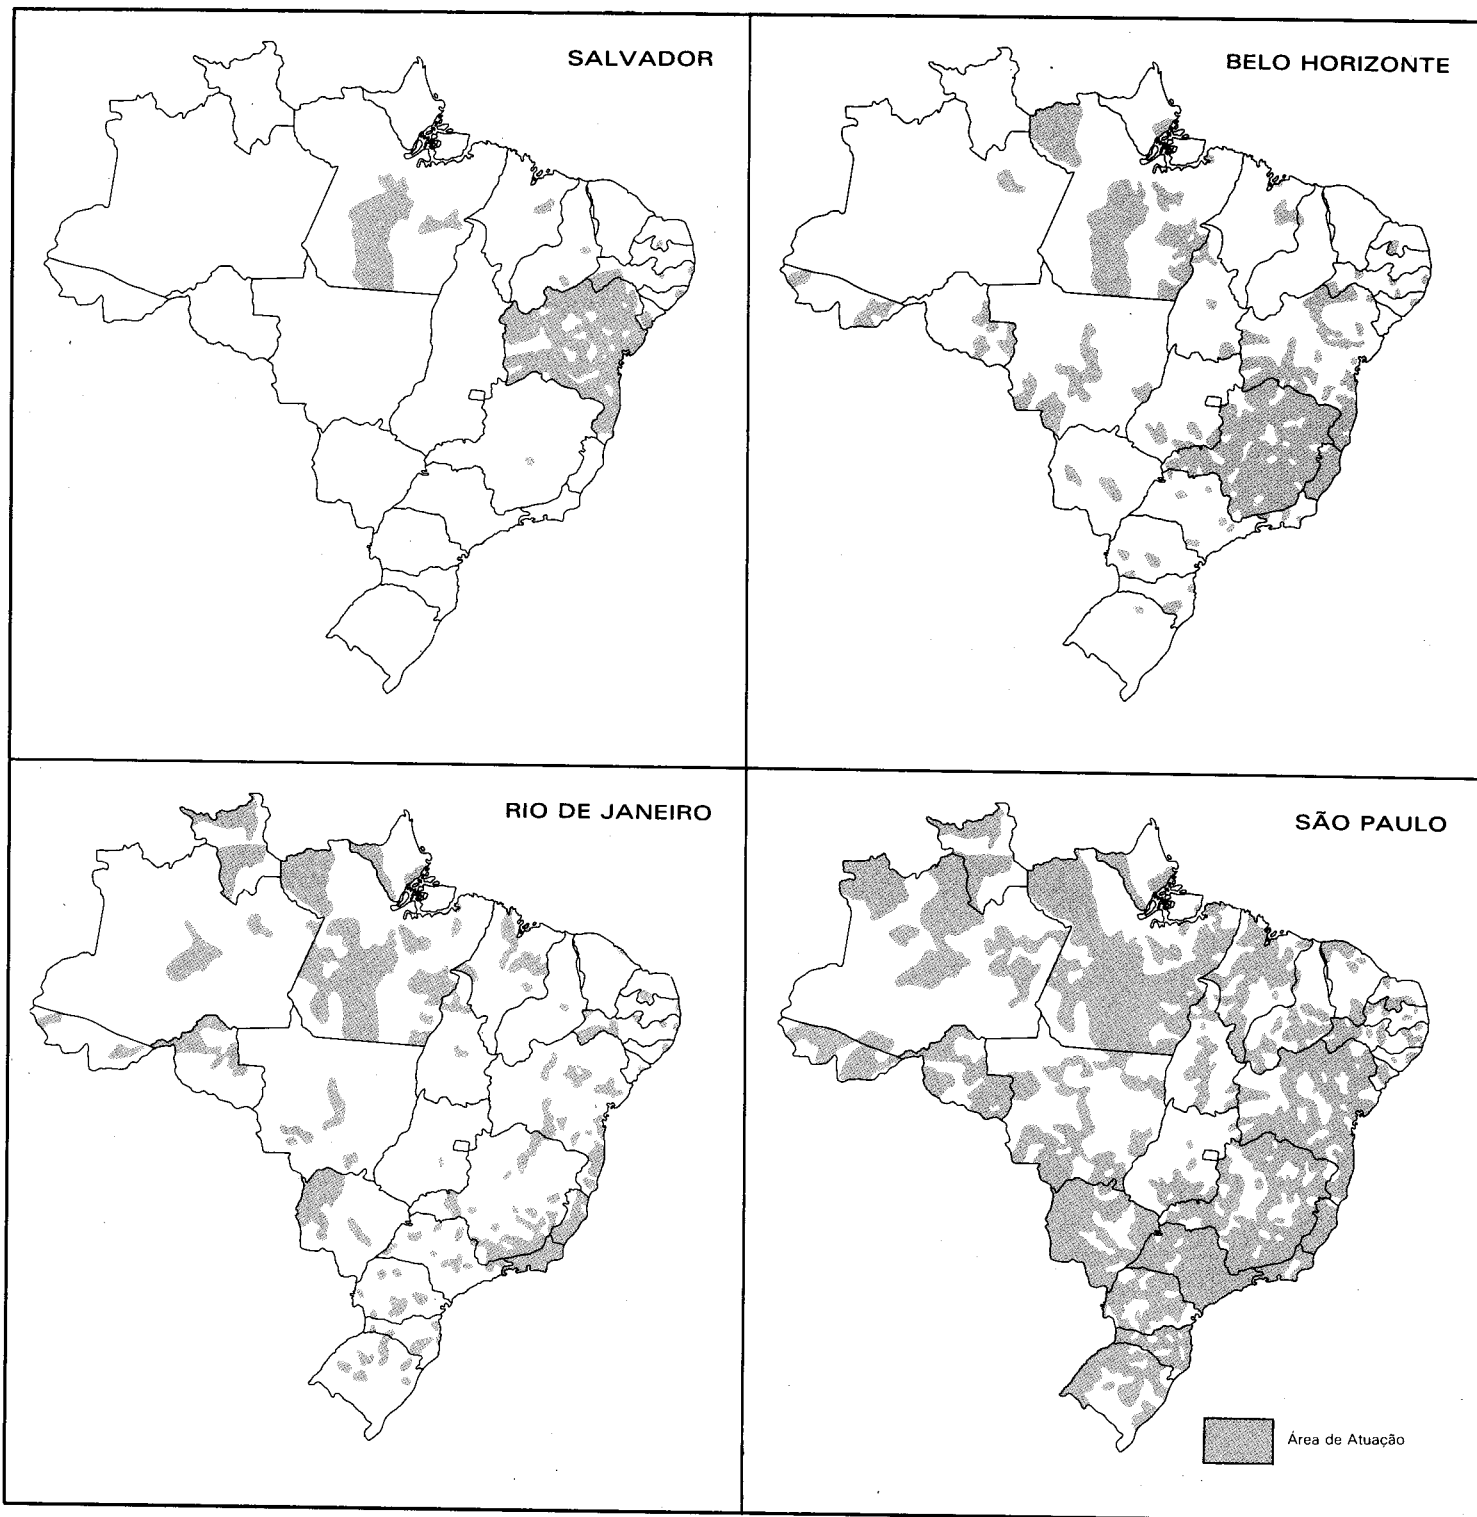 SALVADOR
BELO HORIZONTE
RIO DE JANEIRO
SÃO PAULO
Área de Atuação